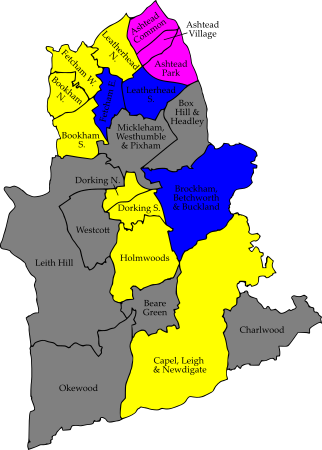 Ashtead
Common
Ashtead
Village
Leatherhead
N.
Ashtead
Park
Fetcham W.
Bookham
N.
Fetcham E.
Leatherhead
S.
Box
Hill &
Headley
Bookham
S.
Mickleham,
Westhumble
& Pixham
Dorking N.
Brockham,
Betchworth
& Buckland
Dorking S.
Westcott
Holmwoods
Leith Hill
Beare
Green
Charlwood
Capel, Leigh
& Newdigate
Okewood